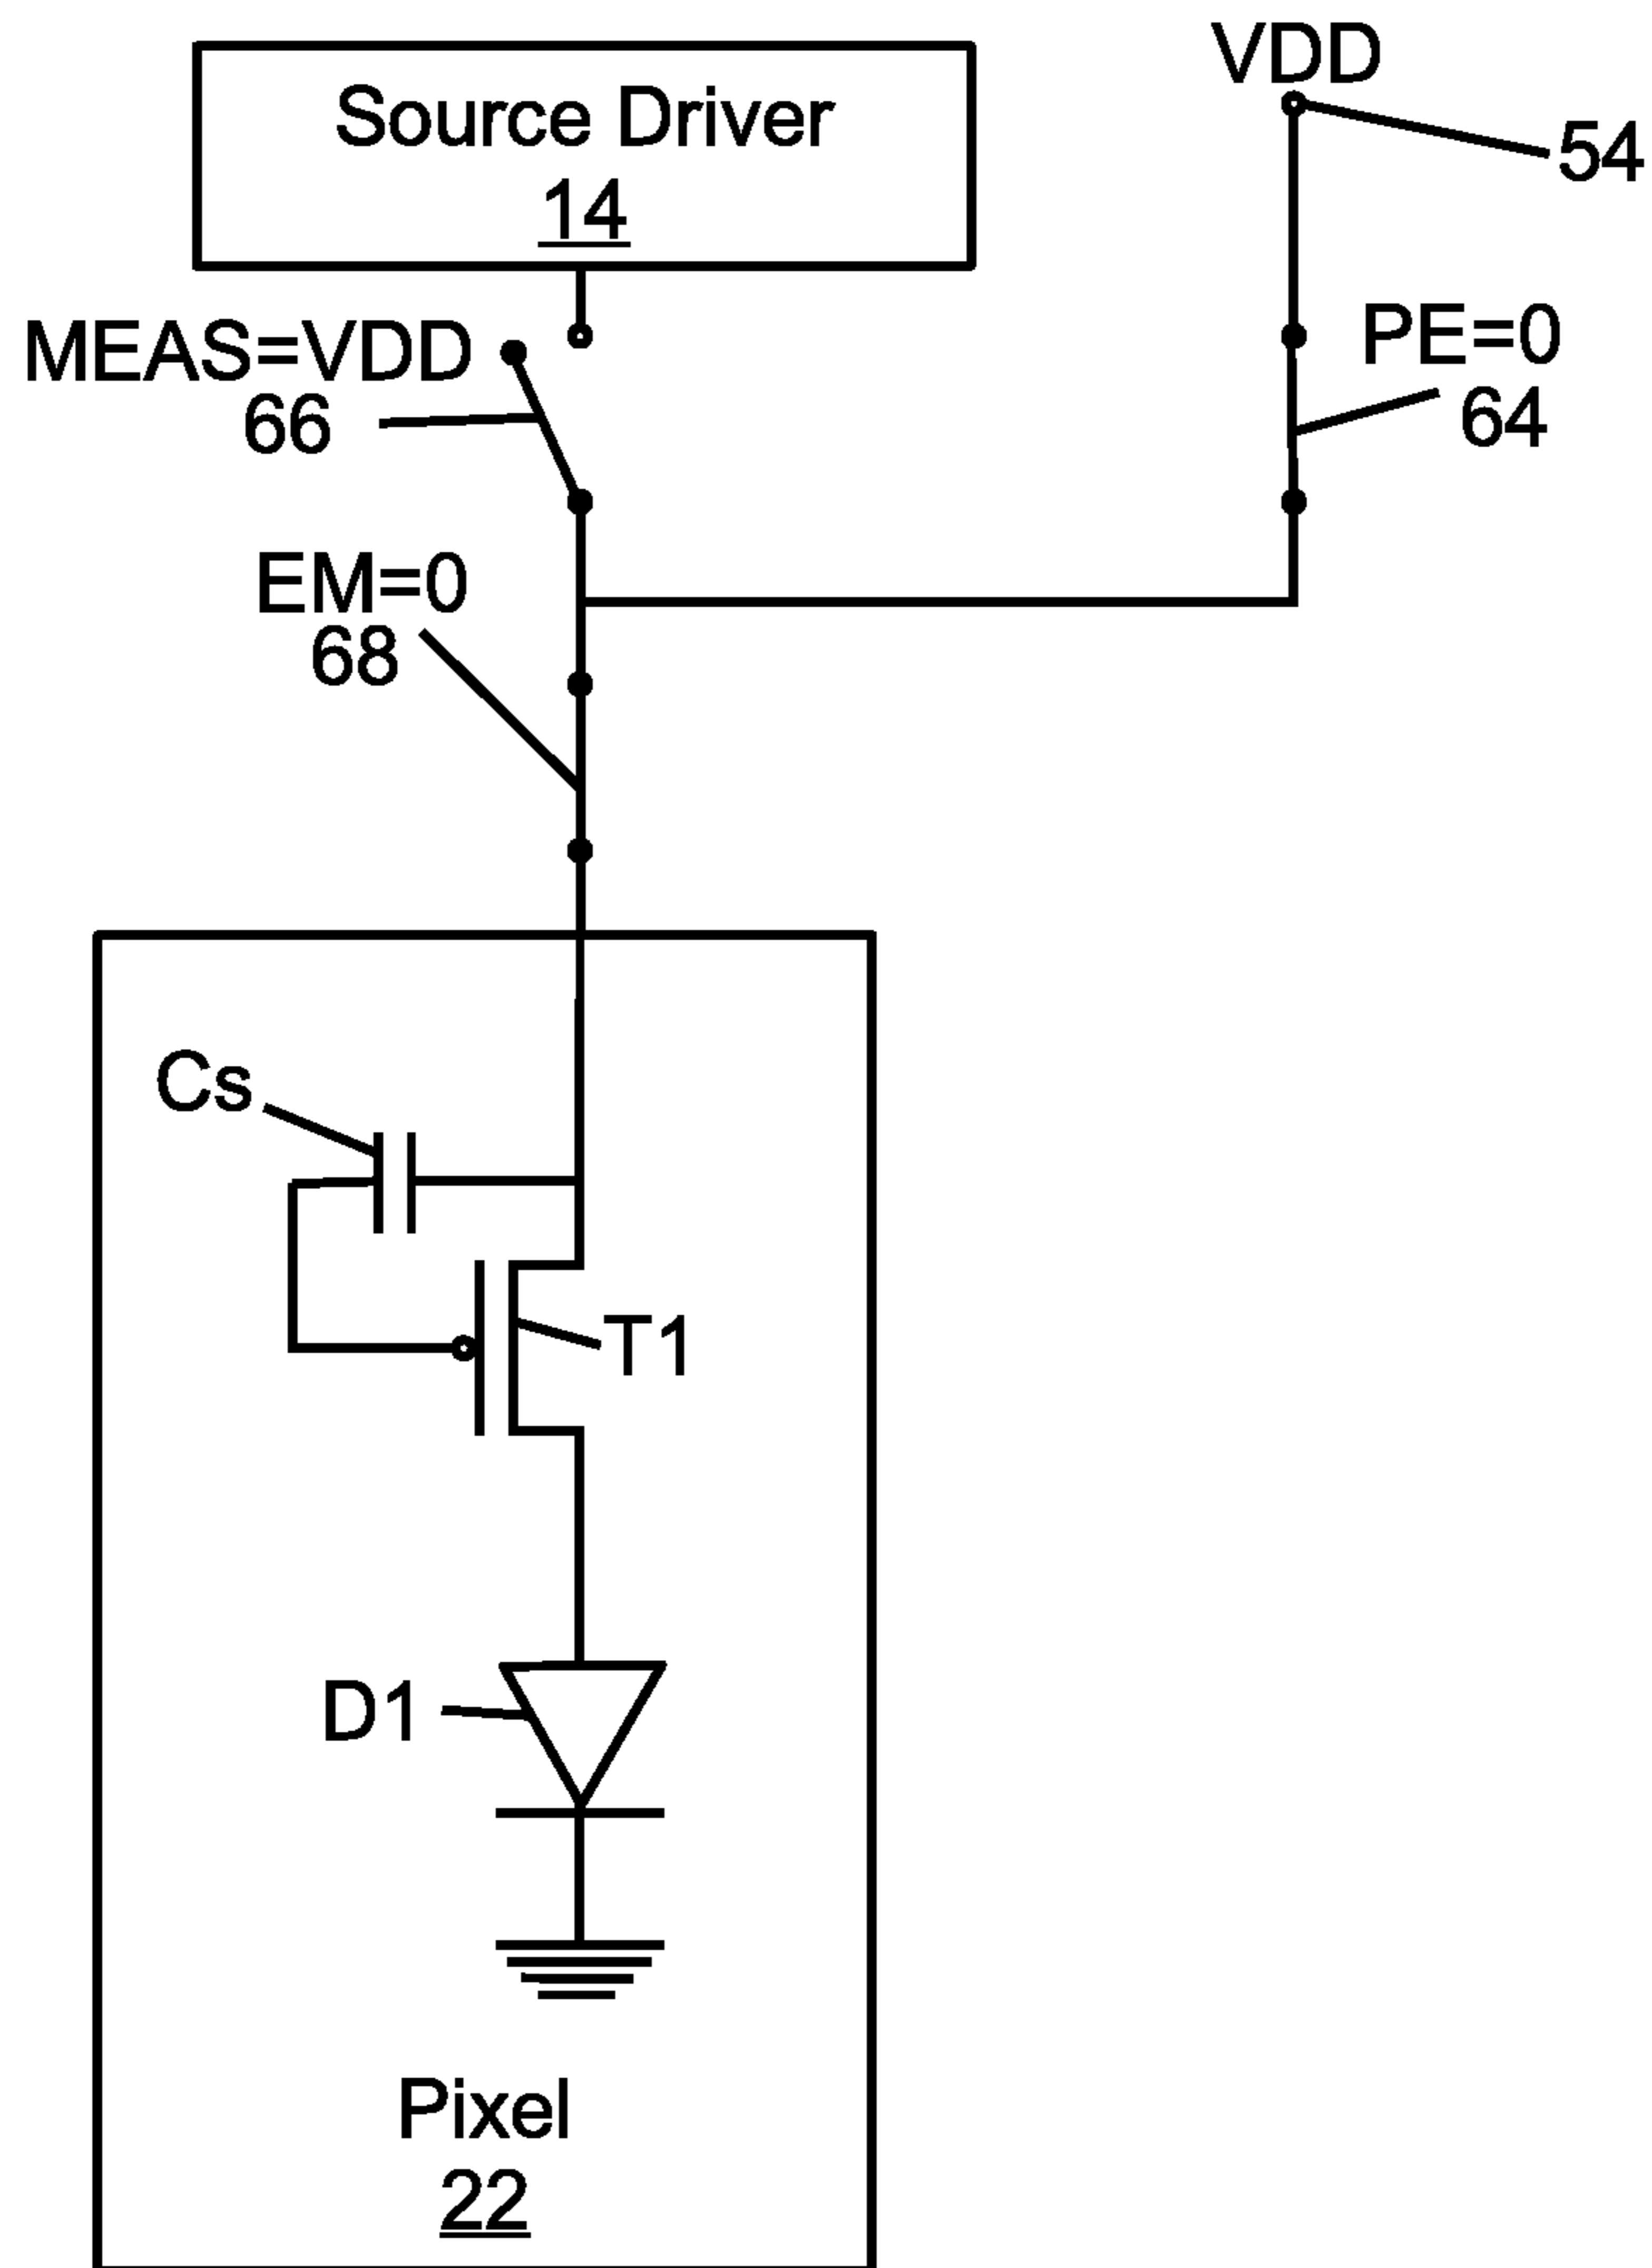 Source Driver
14
VDD
54
MEAS=VDD
66
PE=0
64
EM=0
68
Cs
T1
D1
Pixel
22